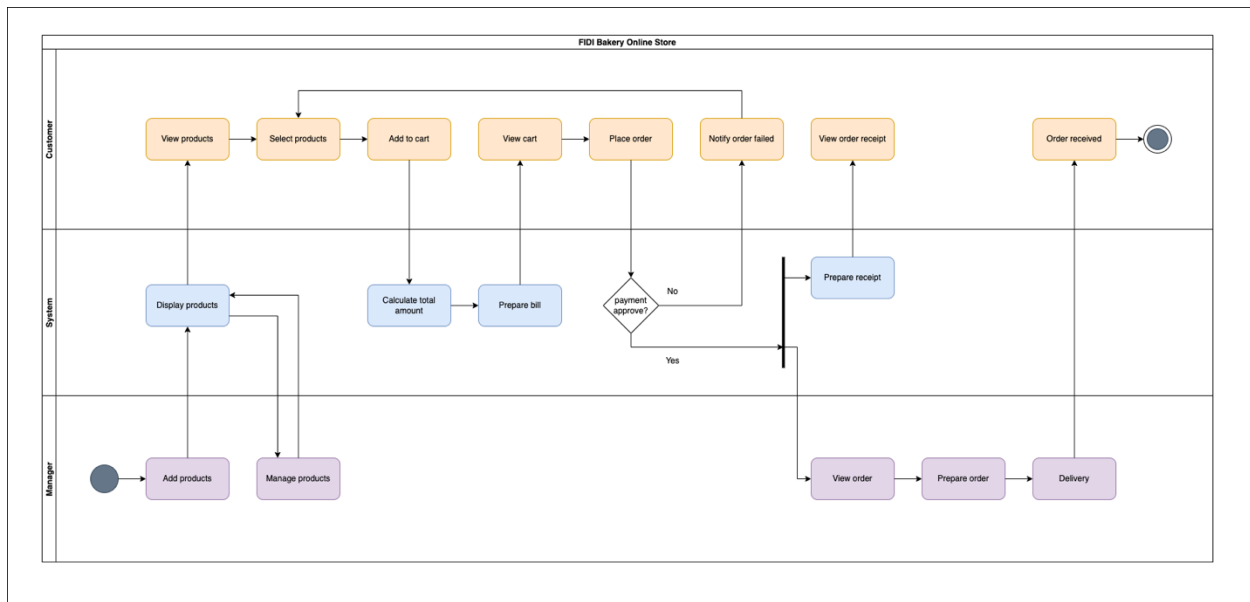 FIDI Bakery Online Store
Customer
View products
Select products
Add to cart
View cart
Place order
Notify order failed
View order receipt
Order received
System
Display products
Calculate total
amount
Prepare bill
payment
approve?
No
Yes
Prepare receipt
Manager
Add products
Manage products
View order
Prepare order
Delivery